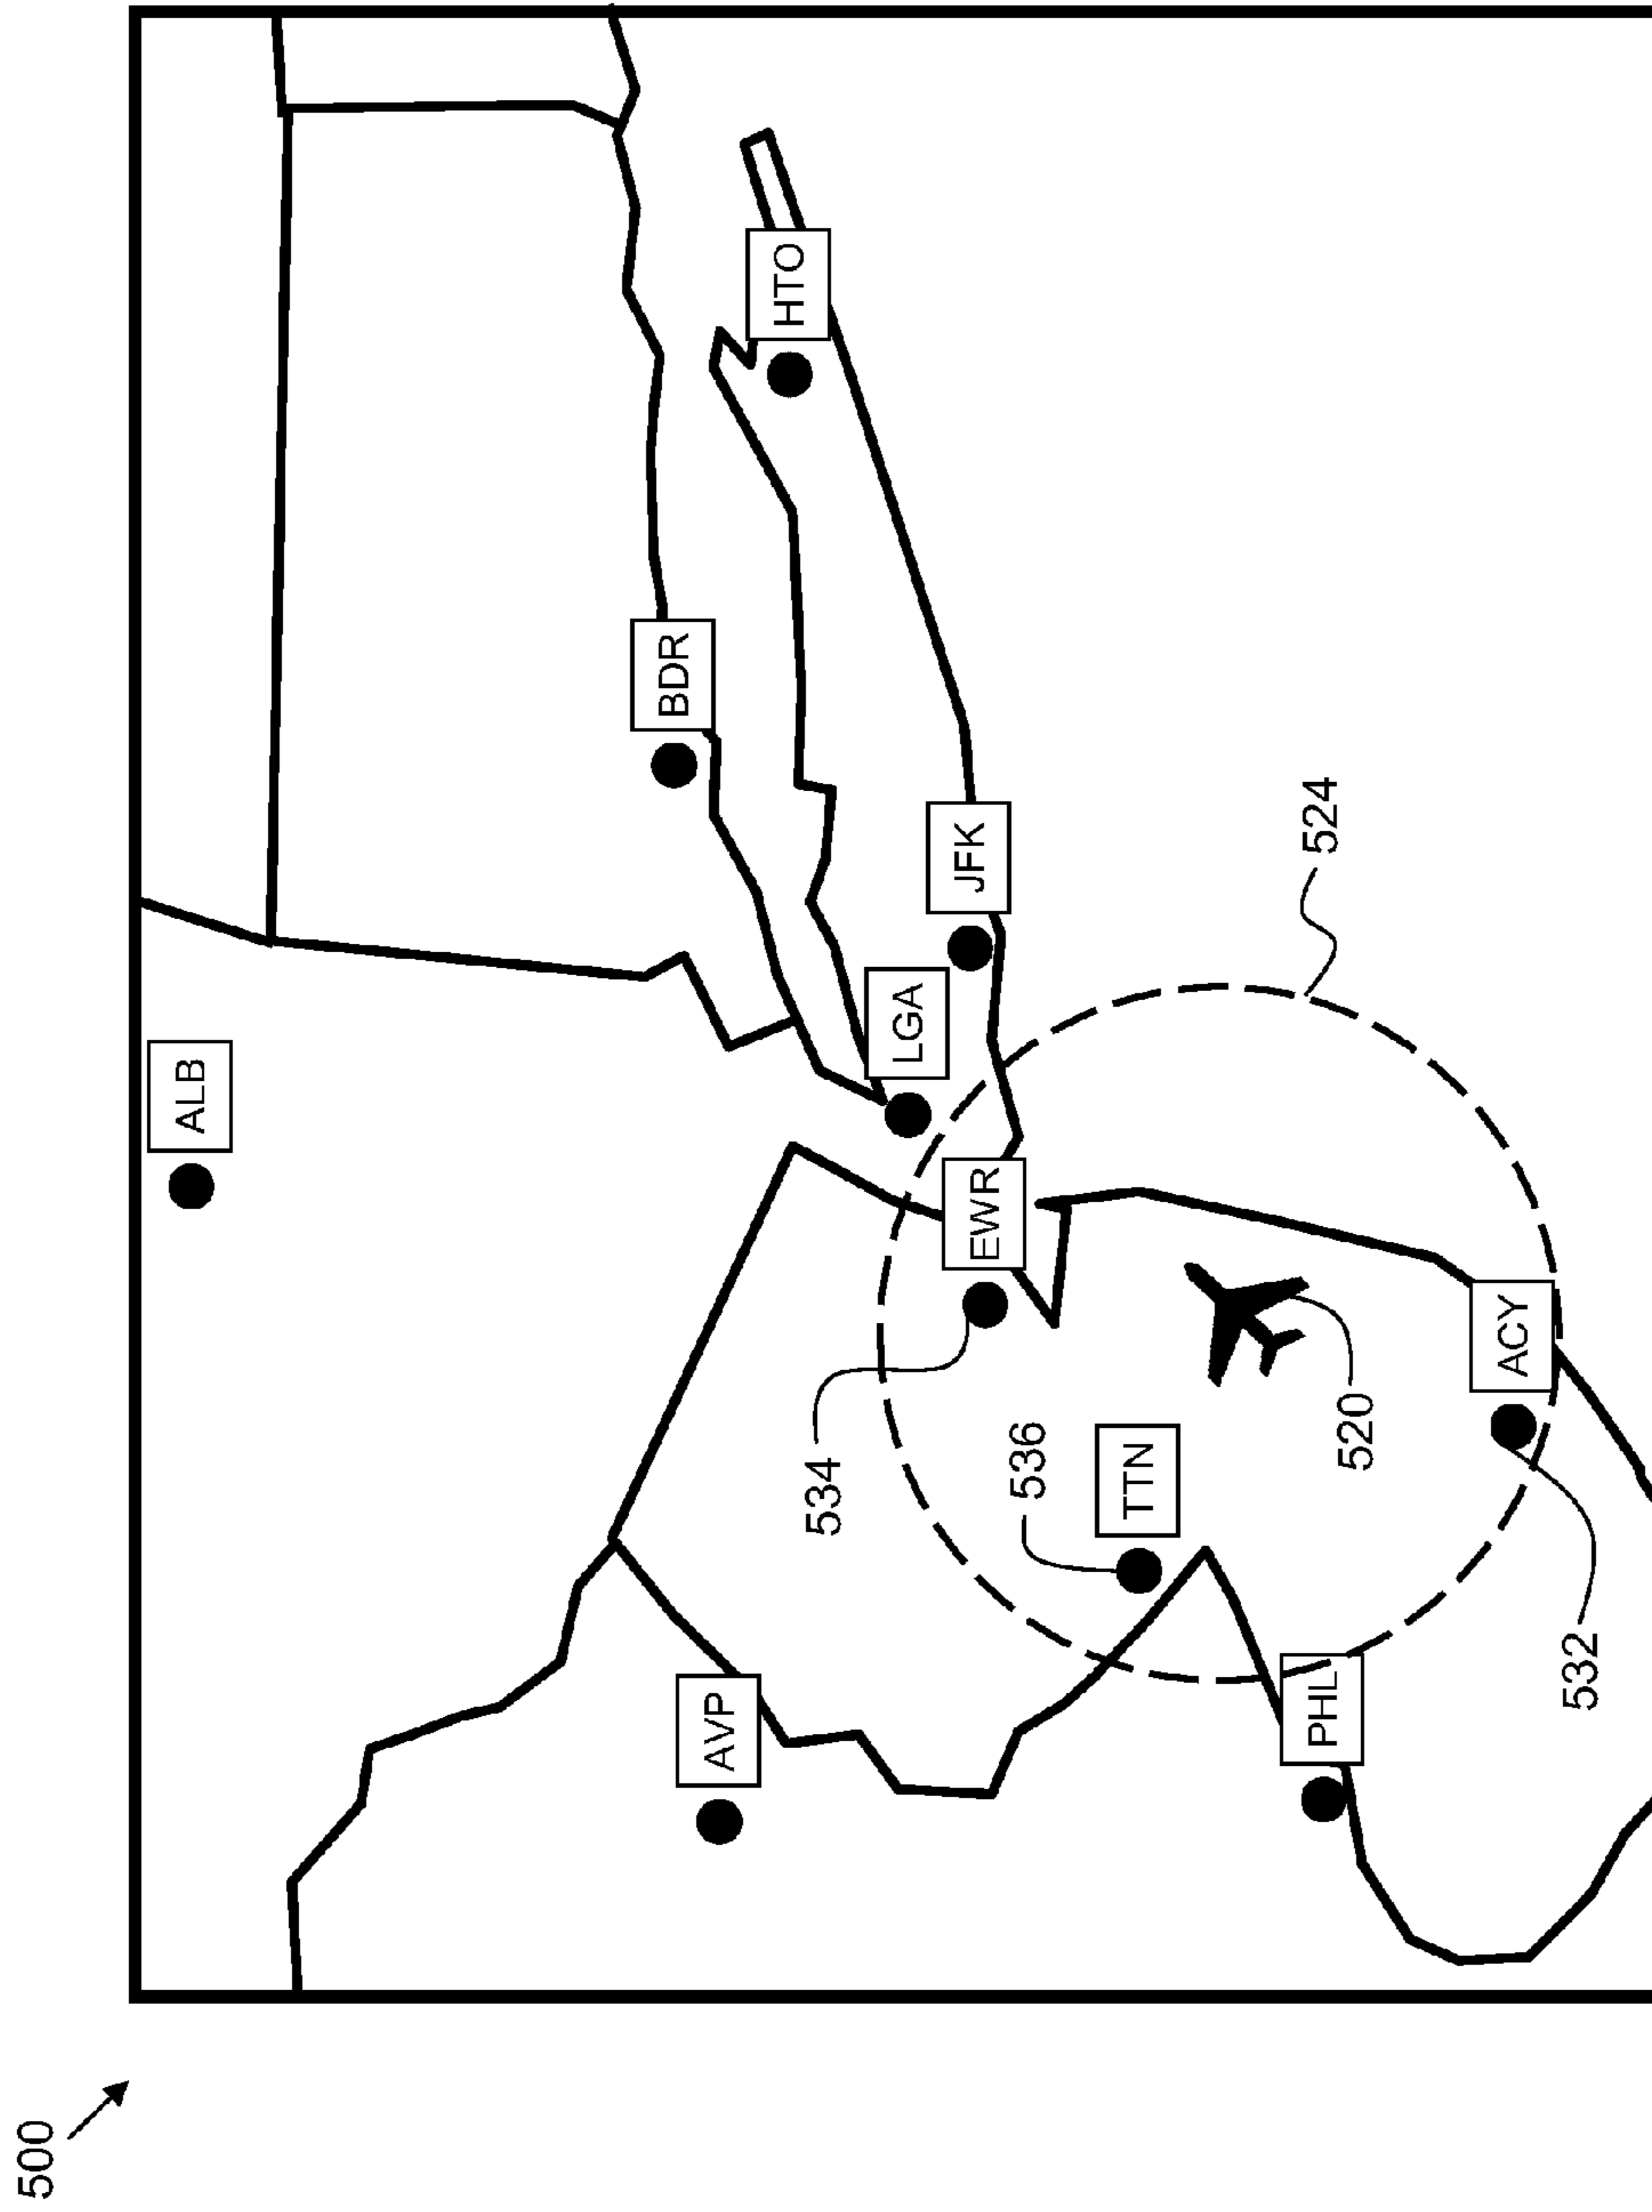 500
ALB
BDR
HTO
AVP
LGA
JFK
534
EWR
536
TTN
524
520
PHL
ACY
532